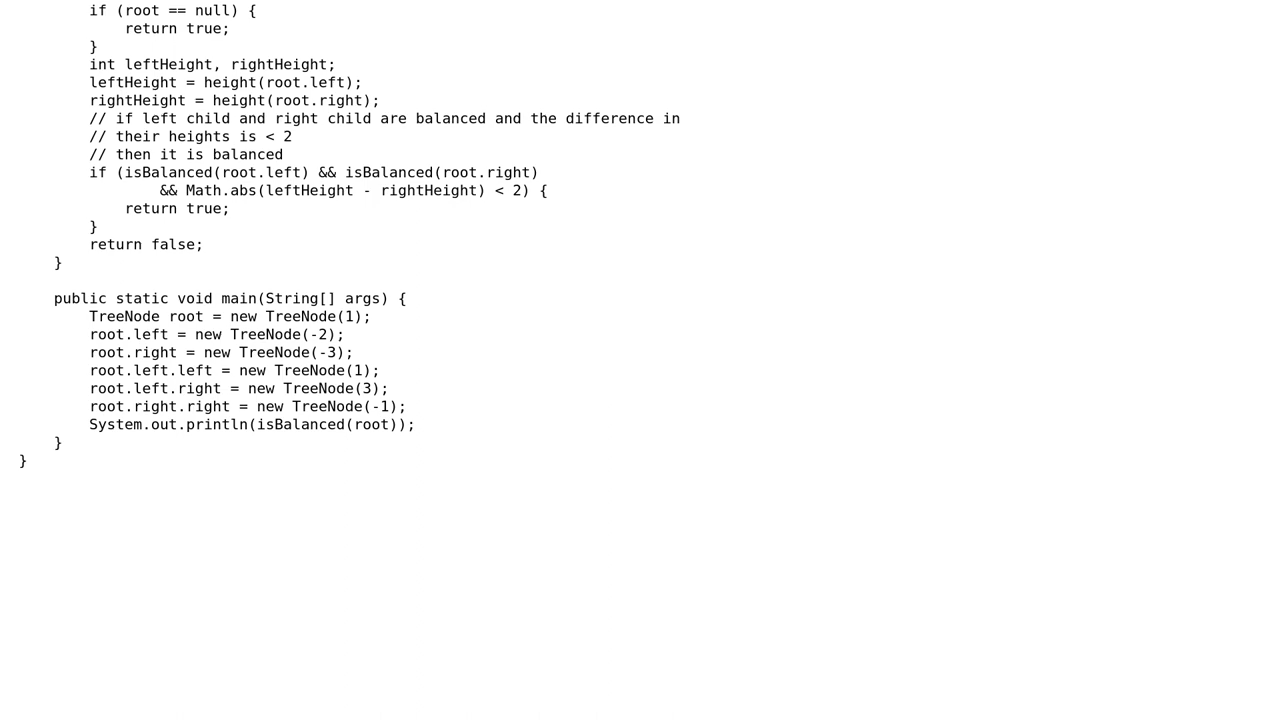 if (root == null) {
            return true;
        }
        int leftHeight, rightHeight;
        leftHeight = height(root.left);
        rightHeight = height(root.right);
        // if left child and right child are balanced and the difference in
        // their heights is < 2
        // then it is balanced
        if (isBalanced(root.left) && isBalanced(root.right)
                && Math.abs(leftHeight - rightHeight) < 2) {
            return true;
        }
        return false;
    }

    public static void main(String[] args) {
        TreeNode root = new TreeNode(1);
        root.left = new TreeNode(-2);
        root.right = new TreeNode(-3);
        root.left.left = new TreeNode(1);
        root.left.right = new TreeNode(3);
        root.right.right = new TreeNode(-1);
        System.out.println(isBalanced(root));
    }
}